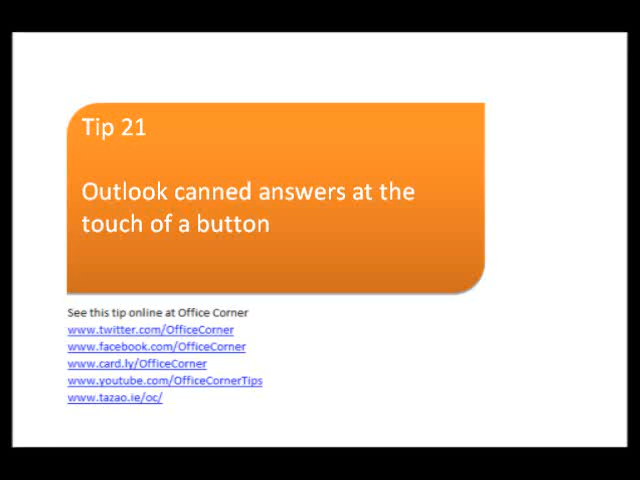 Tip 21
Outlook canned answers at the
touch of a button
See this tip online at Office Corner
www.twitter.com/OfficeCorner
www.facebook.com/OfficeCorner
www.card.ly/OfficeCorner
www.youtube.com/OfficeCornerTips
www.tazao.ie/oc/